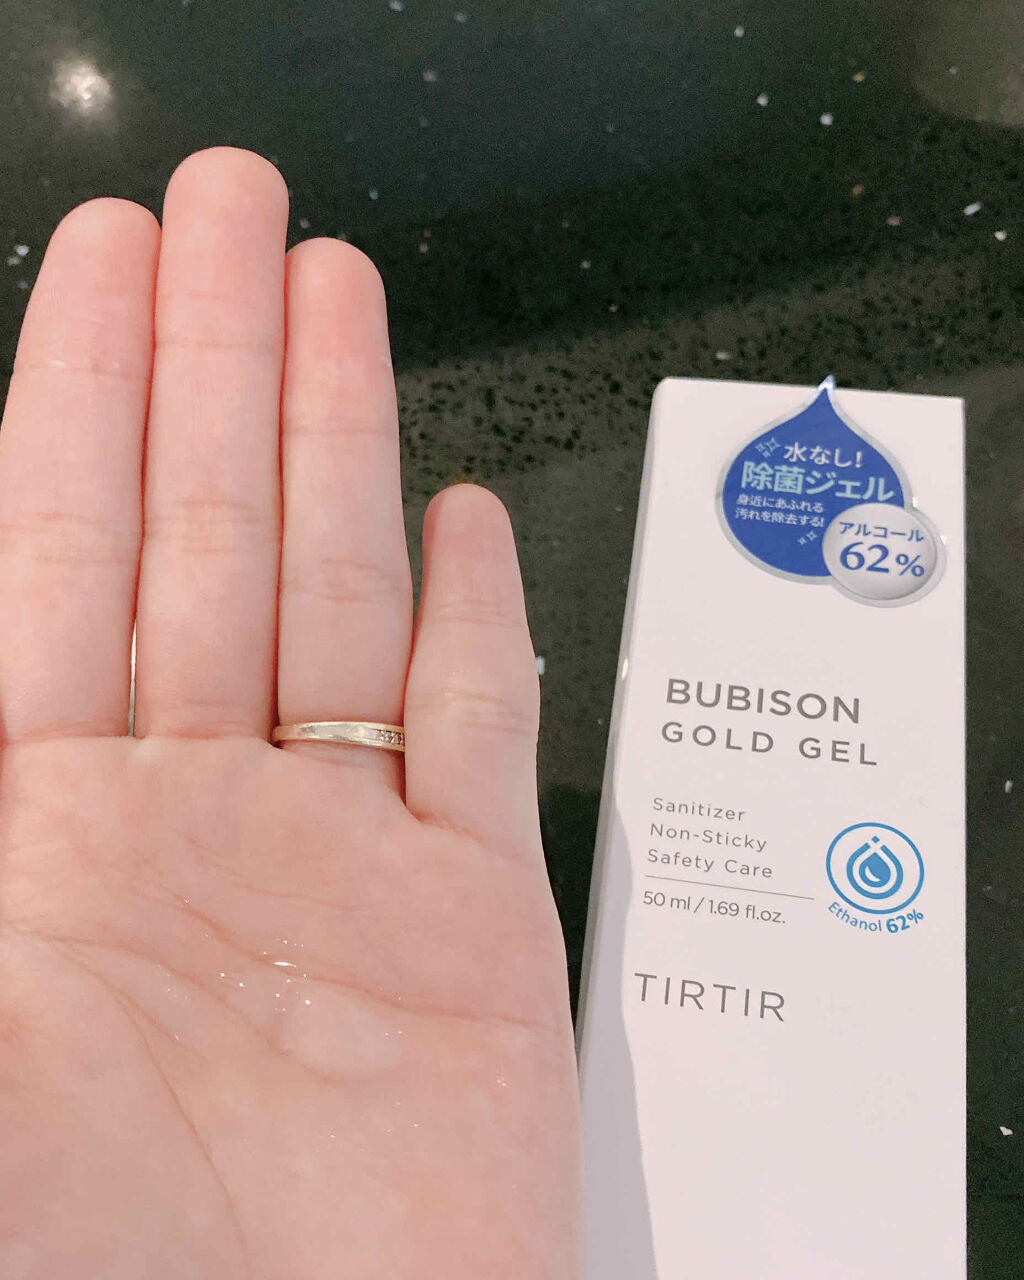 水なし!
除菌ジェル
身近にあふれる
汚れを除去する!
アルコール
62%
BUBISON
GOLD GEL
Sanitizer
Non-Sticky
Safety Care
50 ml / 1.69 fl.oz.
Ethanol 62%
TIRTIR